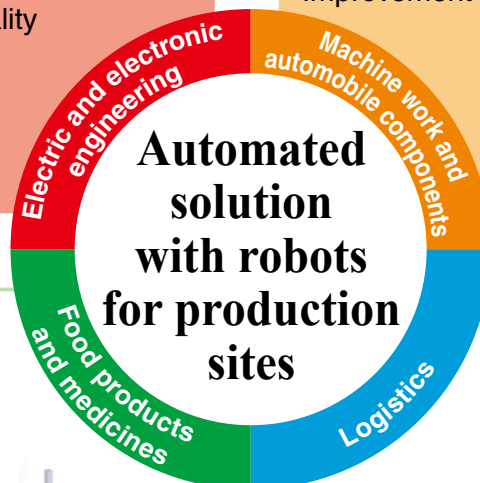 Electric and electronic
engineering
Machine work and
automobile components
Automated
solution
with robots
for production
sites
Food products
and medicines
Logistics